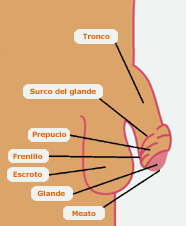 Tronco
Surco del glande
Prepucio
Frenillo
Escroto
Glande
Meato